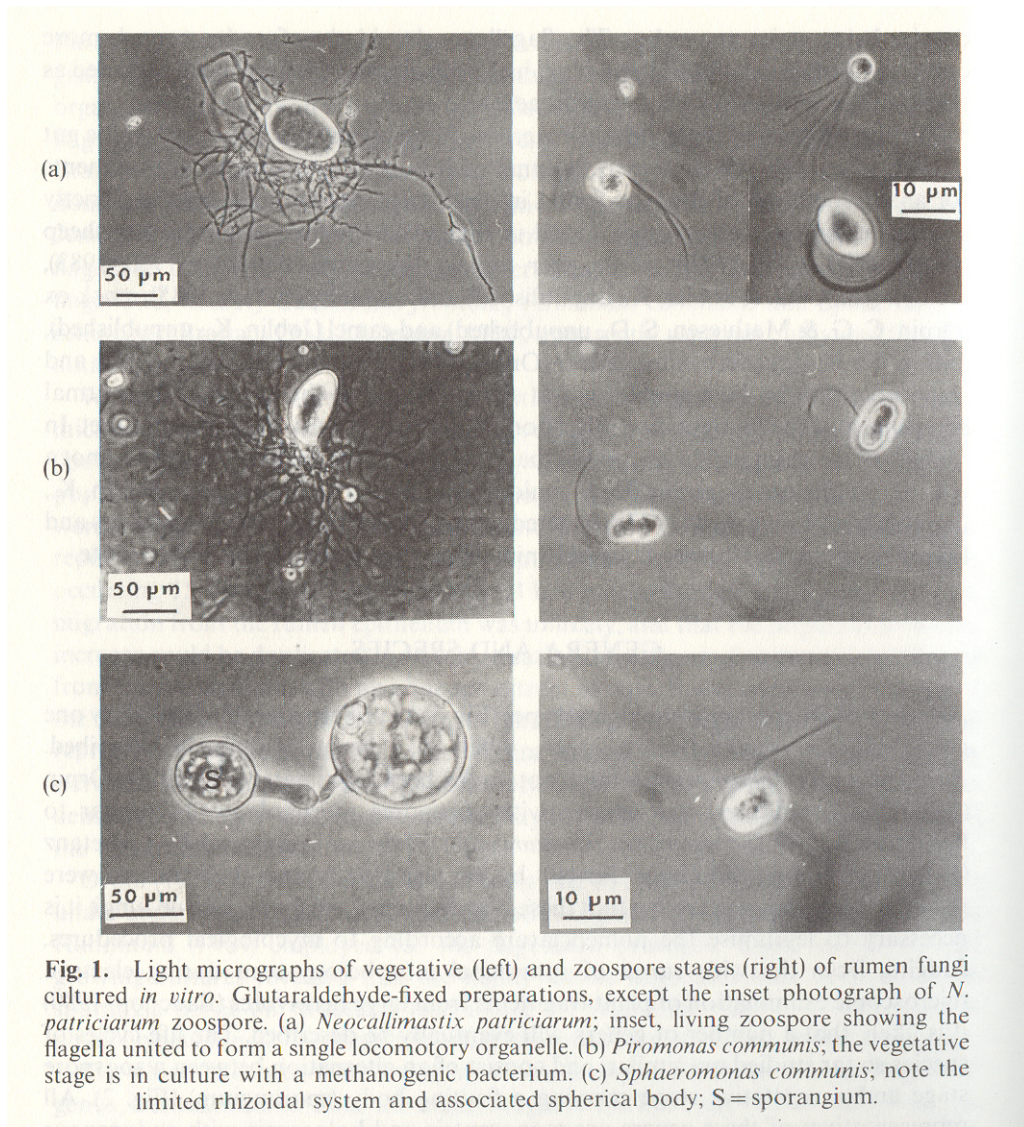 (a)
50 µm
10 µm
(b)
50 µm
(c)
S
50 µm
10 µm
Fig. 1. Light micrographs of vegetative (left) and zoospore stages (right) of rumen fungi
cultured in vitro. Glutaraldehyde-fixed preparations, except the inset photograph of N.
patriciarum zoospore. (a) Neocallimastix patriciarum; inset, living zoospore showing the
flagella united to form a single locomotory organelle. (b) Piromonas communis; the vegetative
stage is in culture with a methanogenic bacterium. (c) Sphaeromonas communis; note the
limited rhizoidal system and associated spherical body; S = sporangium.